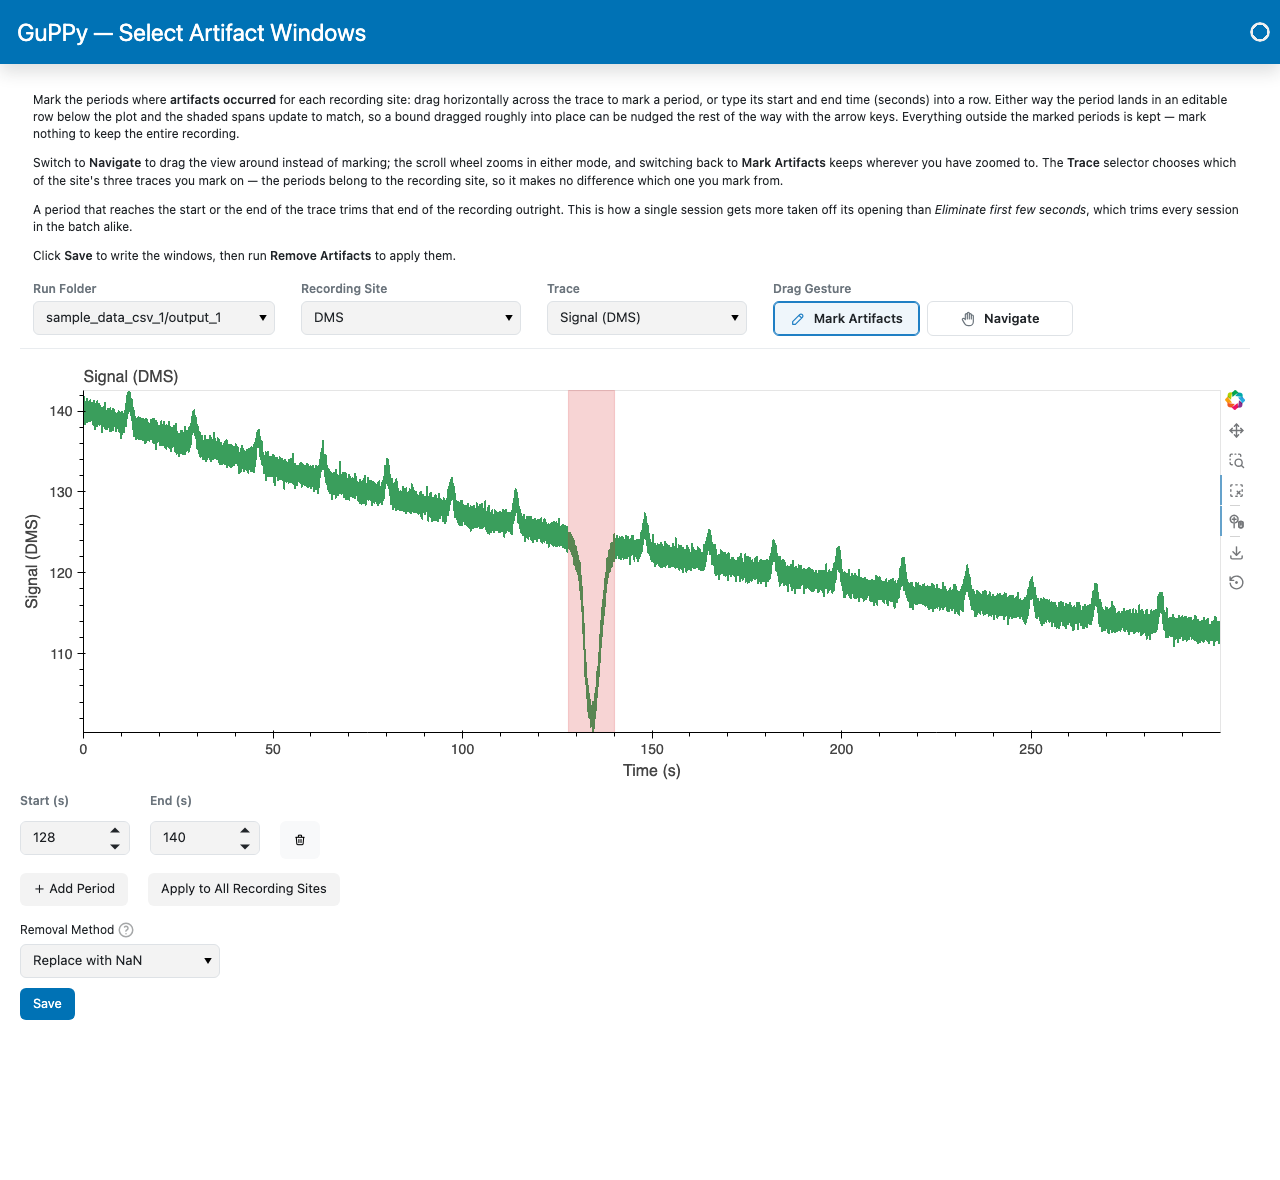 GuPPy — Select Artifact Windows
Mark the periods where artifacts occurred for each recording site: drag horizontally across the trace to mark a period, or type its start and end time (seconds) into a row. Either way the period lands in an editable
row below the plot and the shaded spans update to match, so a bound dragged roughly into place can be nudged the rest of the way with the arrow keys. Everything outside the marked periods is kept — mark
nothing to keep the entire recording.
Switch to Navigate to drag the view around instead of marking; the scroll wheel zooms in either mode, and switching back to Mark Artifacts keeps wherever you have zoomed to. The Trace selector chooses which
of the site's three traces you mark on — the periods belong to the recording site, so it makes no difference which one you mark from.
A period that reaches the start or the end of the trace trims that end of the recording outright. This is how a single session gets more taken off its opening than Eliminate first few seconds, which trims every session
in the batch alike.
Click Save to write the windows, then run Remove Artifacts to apply them.
Run Folder Recording Site Trace Drag Gesture
sample_data_csv_1/output_1 DMS Signal (DMS) Mark Artifacts Navigate
Signal (DMS)
140
130
120
110
Signal (DMS)
0 50 100 150 200 250
Time (s)
Start (s) End (s)
128 140
+ Add Period Apply to All Recording Sites
Removal Method ?
Replace with NaN
Save